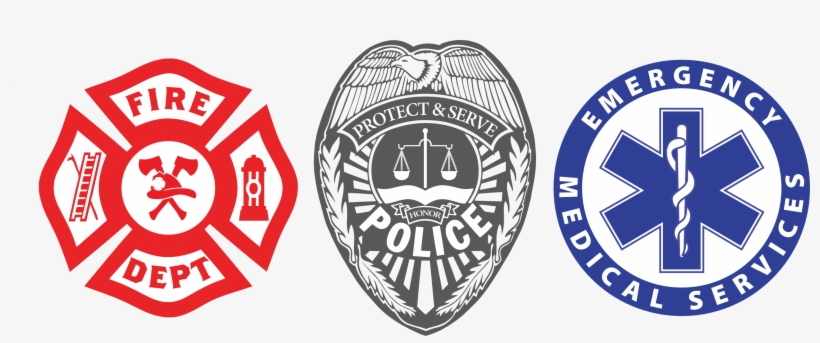 FIRE
DEPT
PROTECT & SERVE
HONOR
POLICE
EMERGENCY
MEDICAL SERVICES